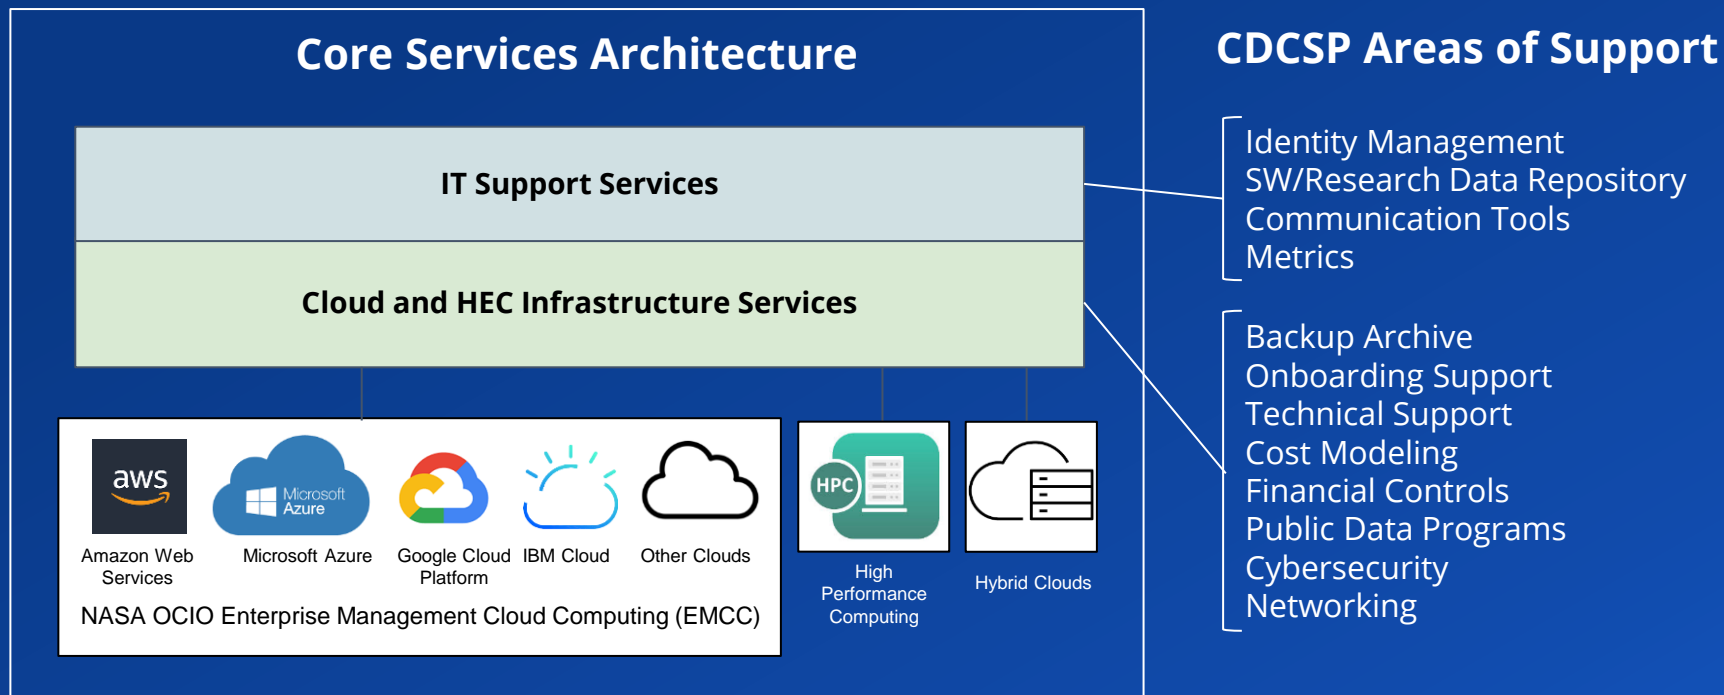 Core Services Architecture
IT Support Services
Cloud and HEC Infrastructure Services
aws
Microsoft
Azure
HPC
Amazon Web
Services
Microsoft Azure
Google Cloud
Platform
IBM Cloud
Other Clouds
NASA OCIO Enterprise Management Cloud Computing (EMCC)
High
Performance
Computing
Hybrid Clouds
CDCSP Areas of Support
Identity Management
SW/Research Data Repository
Communication Tools
Metrics
Backup Archive
Onboarding Support
Technical Support
Cost Modeling
Financial Controls
Public Data Programs
Cybersecurity
Networking